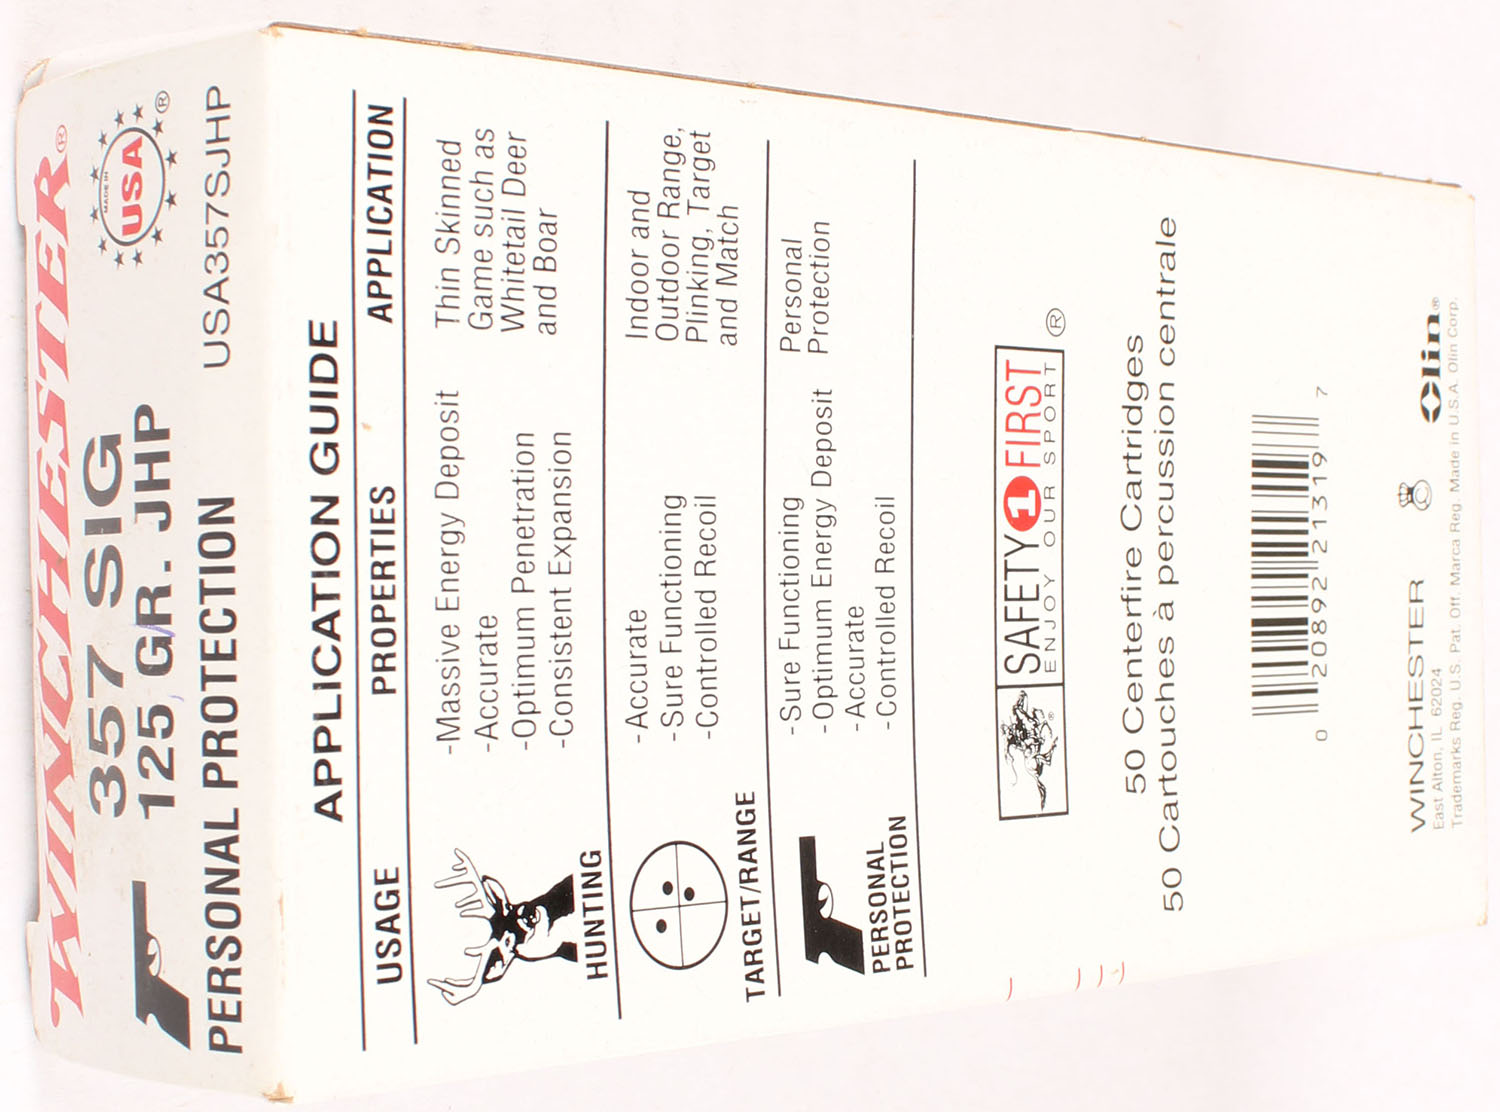 WINCHESTER®
357 SIG
125 GR. JHP
MADE IN
USA
®
PERSONAL PROTECTION
USA357SJHP
APPLICATION GUIDE
USAGE PROPERTIES APPLICATION
HUNTING
-Massive Energy Deposit
-Accurate
-Optimum Penetration
-Consistent Expansion
Thin Skinned
Game such as
Whitetail Deer
and Boar
TARGET/RANGE
-Accurate
-Sure Functioning
-Controlled Recoil
Indoor and
Outdoor Range,
Plinking, Target
and Match
PERSONAL
PROTECTION
-Sure Functioning
-Optimum Energy Deposit
-Accurate
-Controlled Recoil
Personal
Protection
®
SAFETY 1 FIRST
ENJOY OUR SPORT ®
50 Centerfire Cartridges
50 Cartouches à percussion centrale
0 20892 21319 7
WINCHESTER
Olin®
East Alton, IL 62024
Trademarks Reg. U.S. Pat. Off. Marca Reg. Made in U.S.A. Olin Corp.